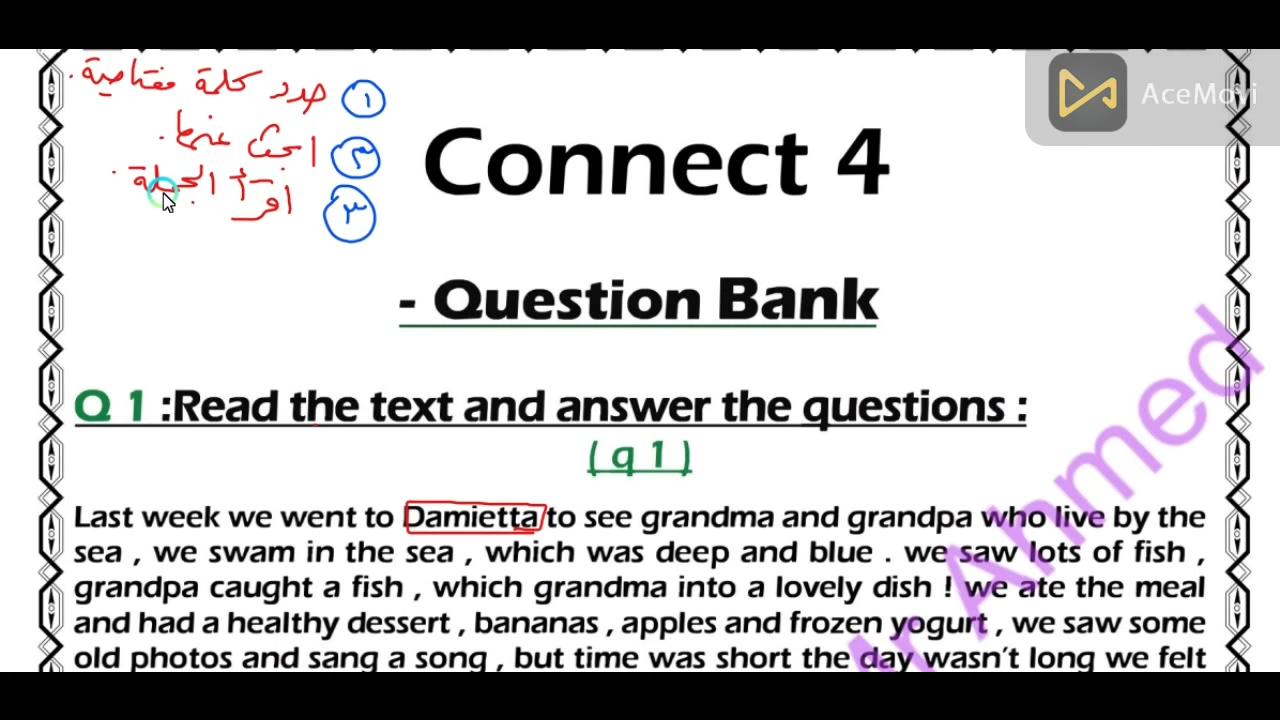 ١ حدد كلمة مفتاحية.
٢ ابحث عنها.
٣ اقرأ الجملة.
AceMovi
Connect 4
- Question Bank
Q 1 :Read the text and answer the questions :
( q 1 )
Last week we went to Damietta to see grandma and grandpa who live by the
sea , we swam in the sea , which was deep and blue . we saw lots of fish ,
grandpa caught a fish , which grandma into a lovely dish ! we ate the meal
and had a healthy dessert , bananas , apples and frozen yogurt , we saw some
old photos and sang a song , but time was short the day wasn't long we felt
Mr Ahmed